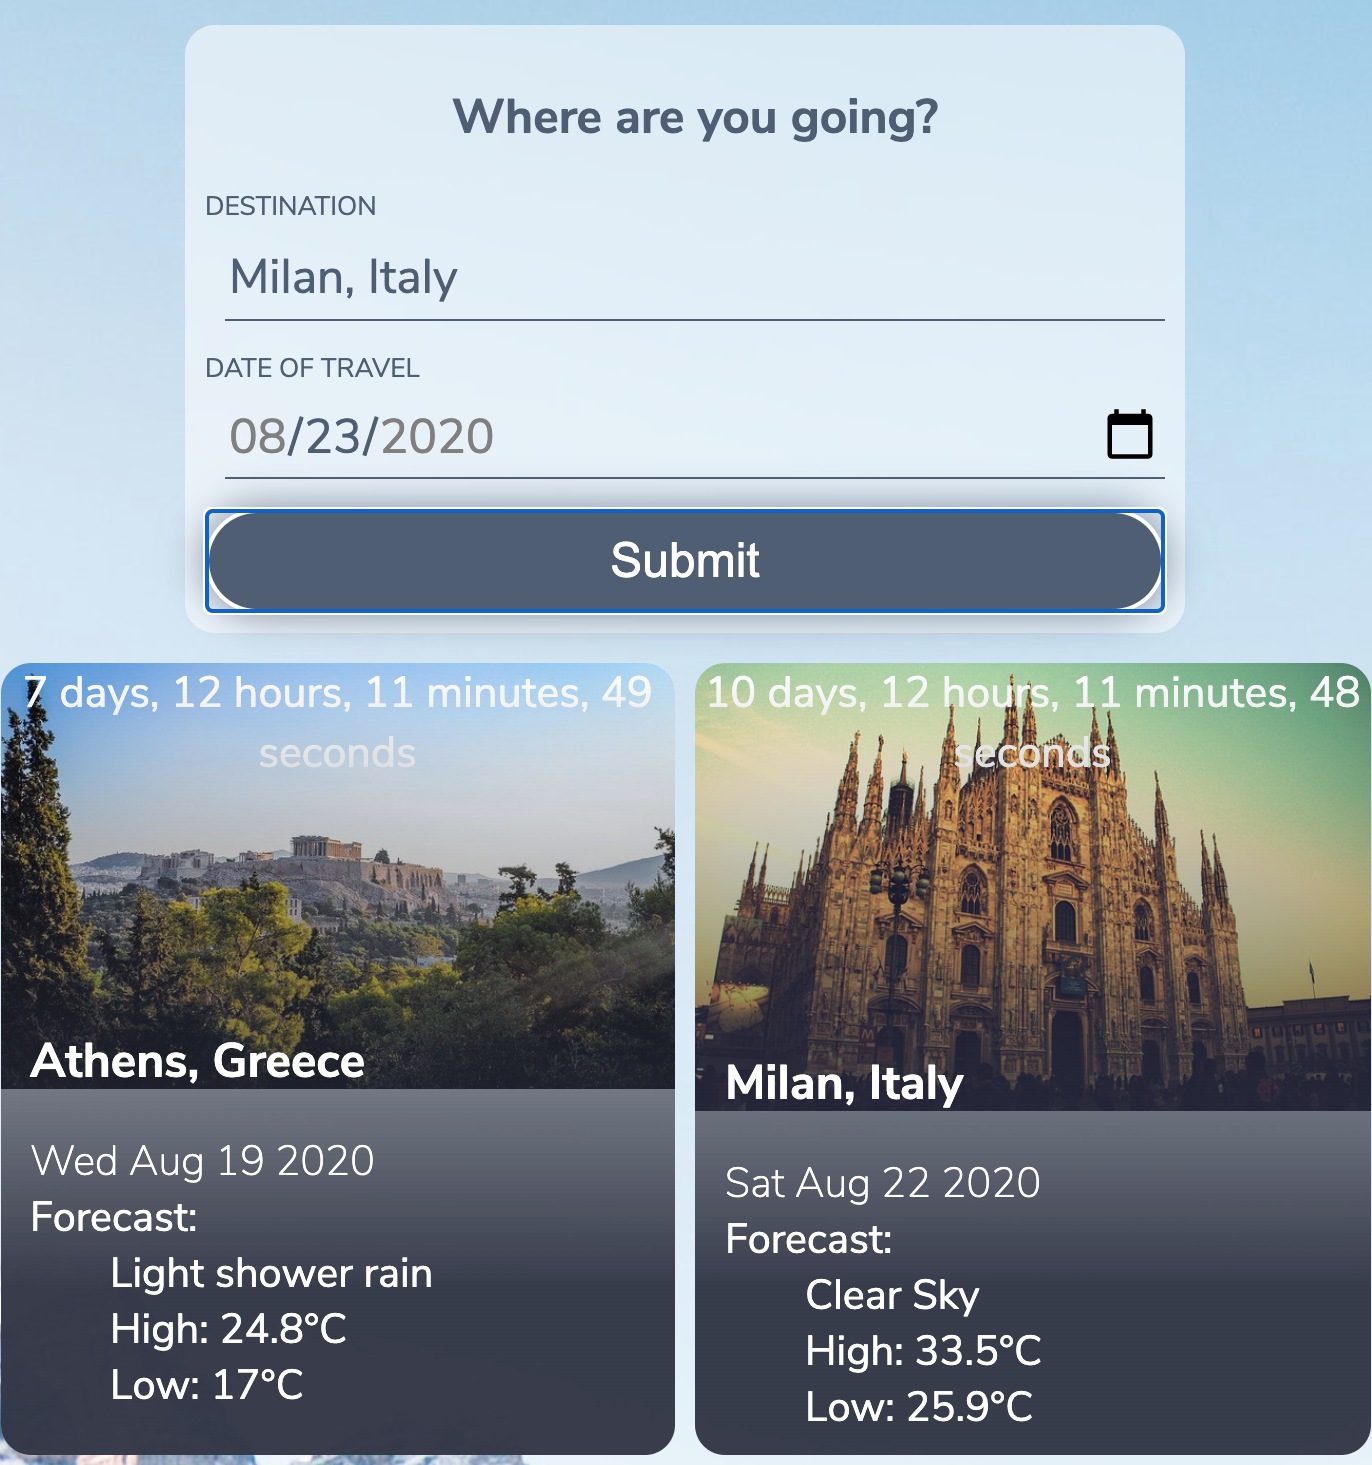 Where are you going?
DESTINATION
Milan, Italy
DATE OF TRAVEL
08/23/2020
Submit
7 days, 12 hours, 11 minutes, 49
seconds
Athens, Greece
Wed Aug 19 2020
Forecast:
Light shower rain
High: 24.8°C
Low: 17°C
10 days, 12 hours, 11 minutes, 48
seconds
Milan, Italy
Sat Aug 22 2020
Forecast:
Clear Sky
High: 33.5°C
Low: 25.9°C